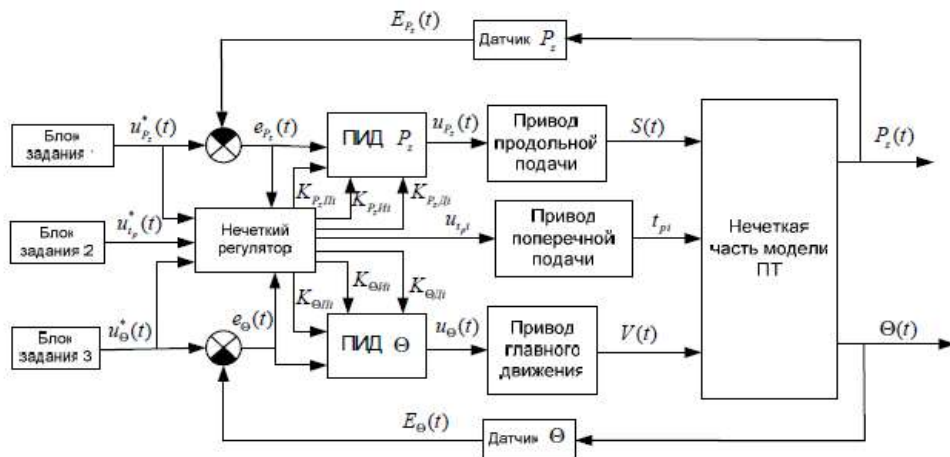 E_{P_z}(t)
Датчик P_z
Блок
задания 1
u^*_{P_z}(t)
e_{P_z}(t)
ПИД P_z
u_{P_z}(t)
Привод
продольной
подачи
S(t)
P_z(t)
K_{P_zПi}
K_{P_zИi}
K_{P_zДi}
Блок
задания 2
u^*_{t_p}(t)
Нечеткий
регулятор
u_{t_pi}
Привод
поперечной
подачи
t_{pi}
Нечеткая
часть модели
ПТ
K_{ΘПi}
K_{ΘИi}
K_{ΘДi}
Блок
задания 3
u^*_Θ(t)
e_Θ(t)
ПИД Θ
u_Θ(t)
Привод
главного
движения
V(t)
Θ(t)
E_Θ(t)
Датчик Θ